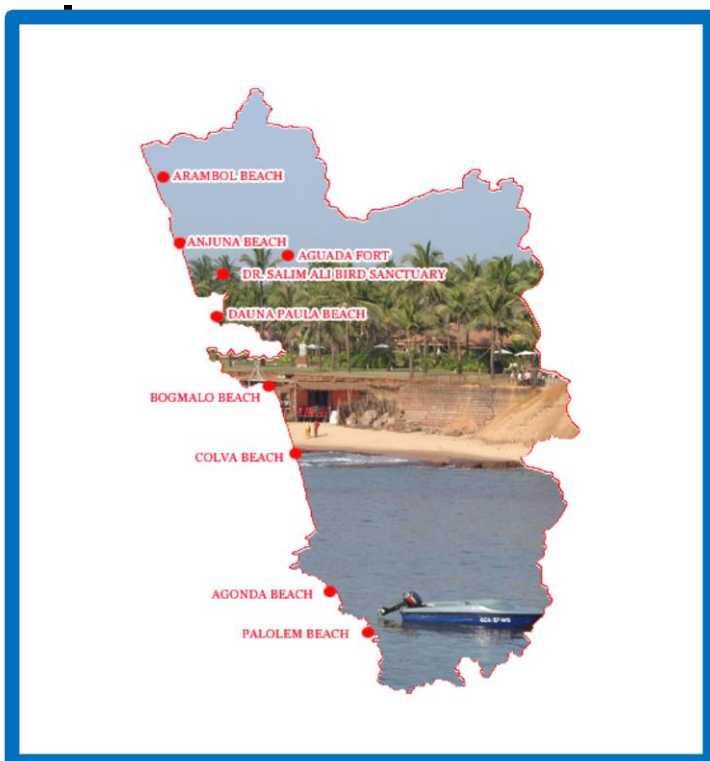 ARAMBOL BEACH
ANJUNA BEACH
AGUADA FORT
DR. SALIM ALI BIRD SANCTUARY
DAUNA PAULA BEACH
BOGMALO BEACH
COLVA BEACH
AGONDA BEACH
PALOLEM BEACH